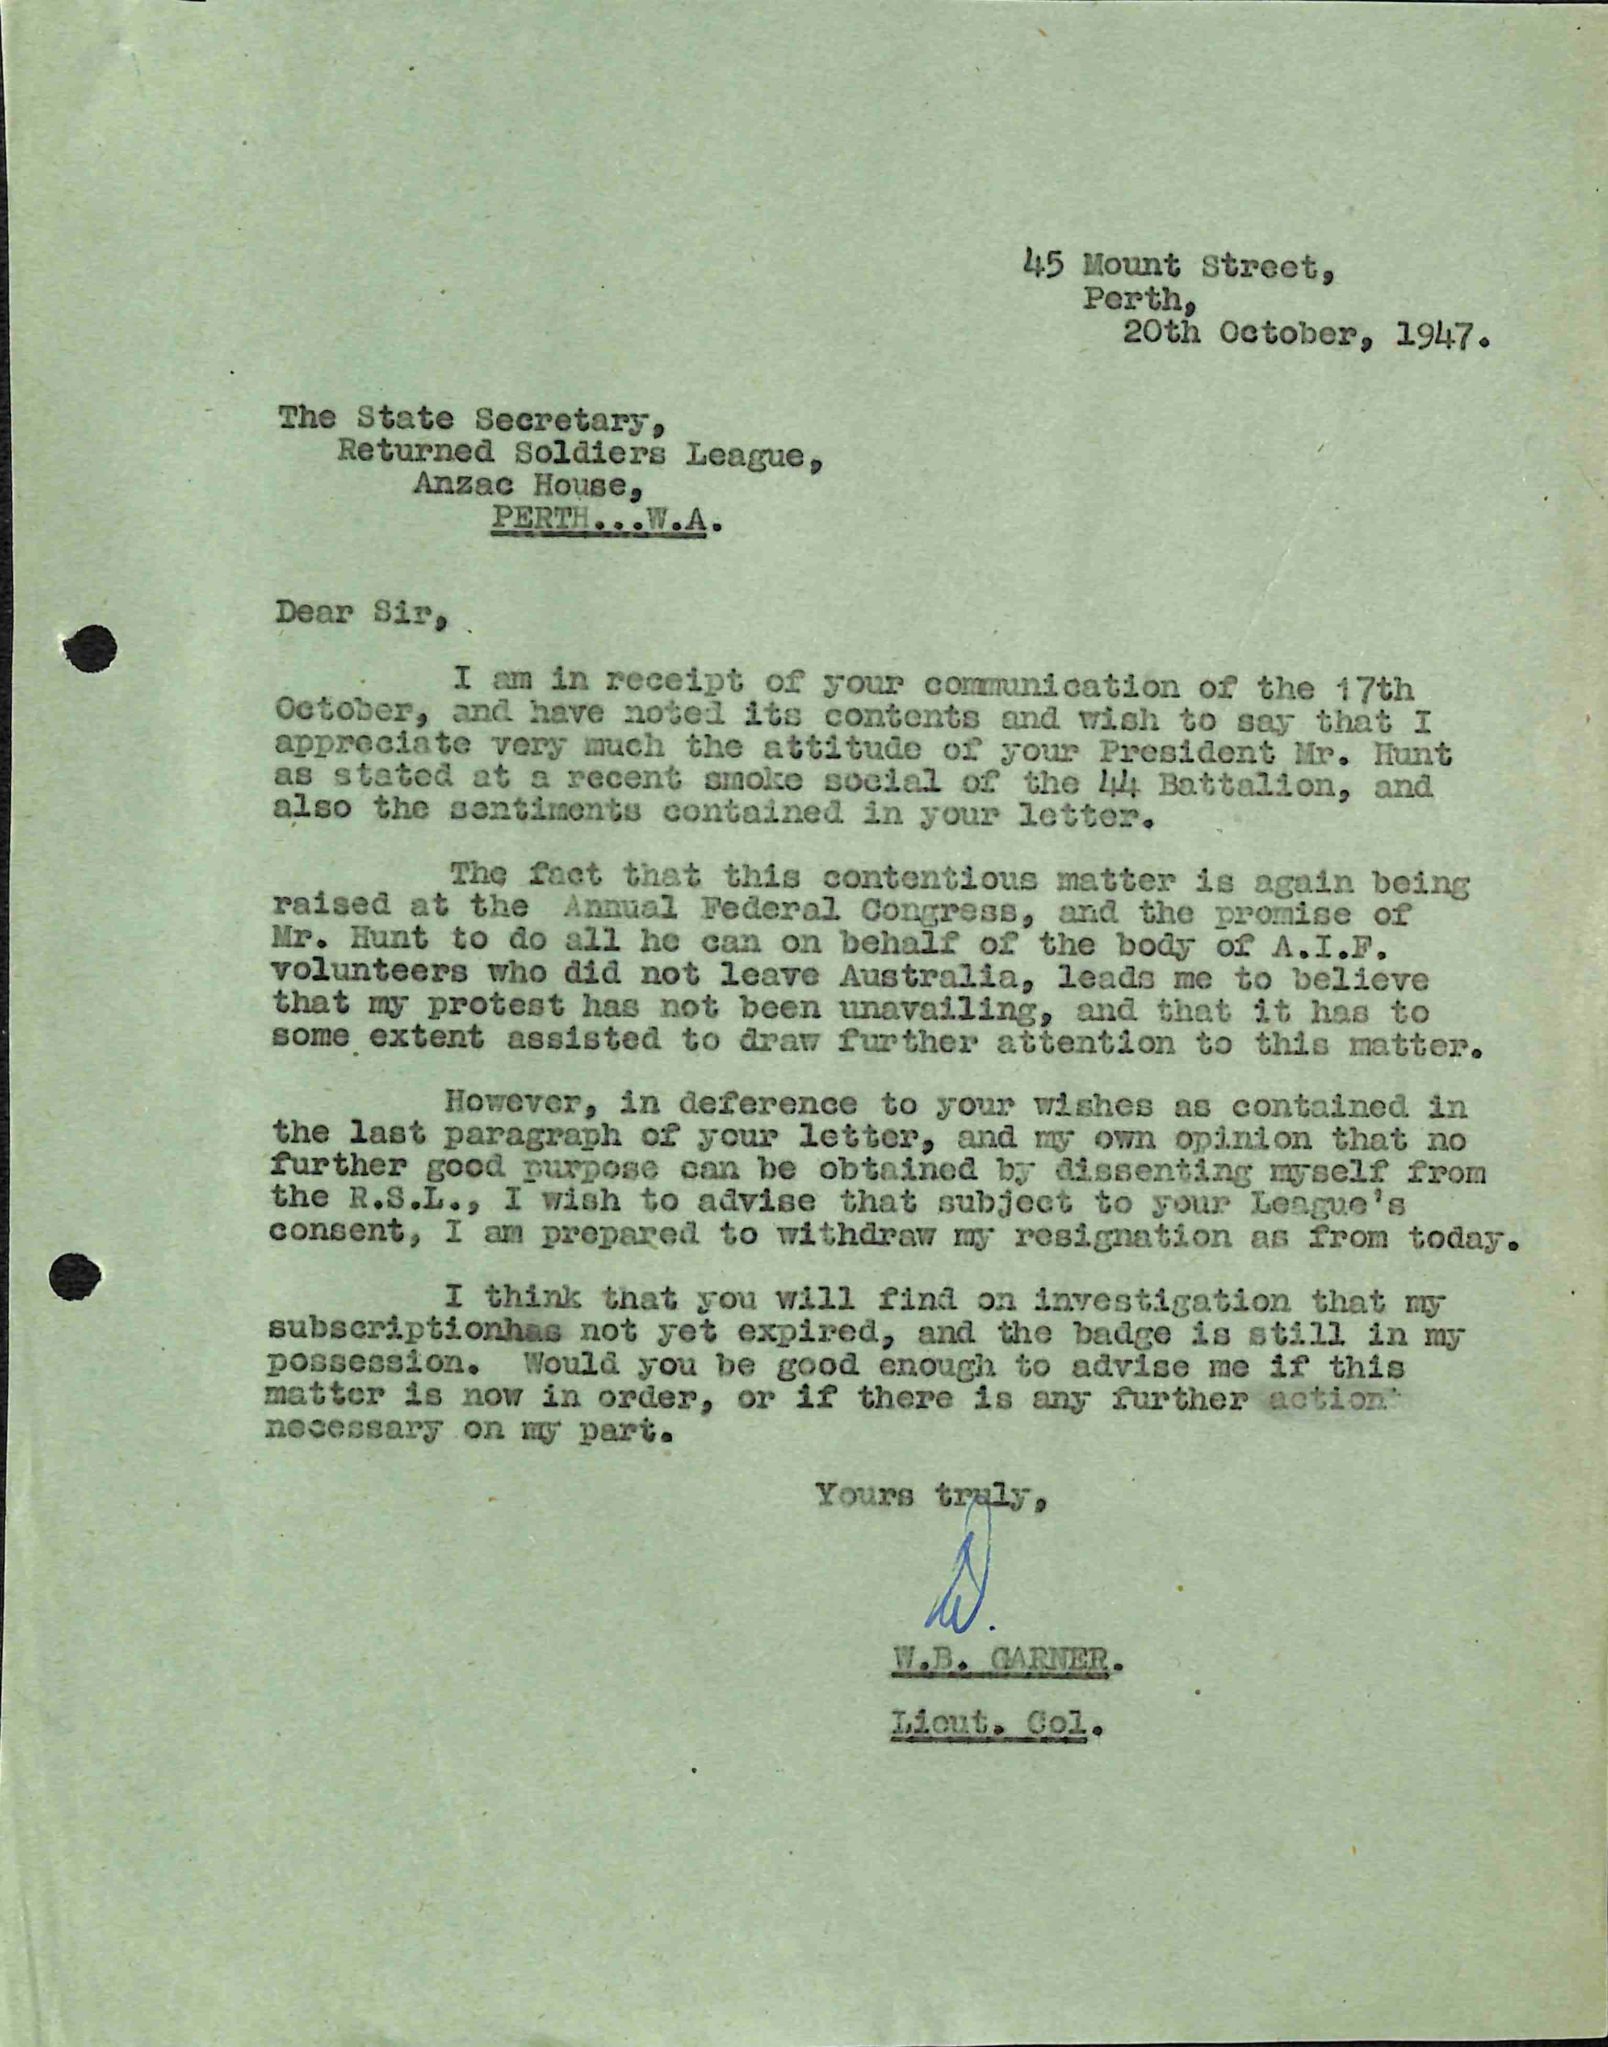 45 Mount Street,
Perth,
20th October, 1947.
The State Secretary,
Returned Soldiers League,
Anzac House,
PERTH...W.A.
Dear Sir,
I am in receipt of your communication of the 17th
October, and have noted its contents and wish to say that I
appreciate very much the attitude of your President Mr. Hunt
as stated at a recent smoke social of the 44 Battalion, and
also the sentiments contained in your letter.
The fact that this contentious matter is again being
raised at the Annual Federal Congress, and the promise of
Mr. Hunt to do all he can on behalf of the body of A.I.F.
volunteers who did not leave Australia, leads me to believe
that my protest has not been unavailing, and that it has to
some extent assisted to draw further attention to this matter.
However, in deference to your wishes as contained in
the last paragraph of your letter, and my own opinion that no
further good purpose can be obtained by dissenting myself from
the R.S.L., I wish to advise that subject to your League's
consent, I am prepared to withdraw my resignation as from today.
I think that you will find on investigation that my
subscriptionhas not yet expired, and the badge is still in my
possession. Would you be good enough to advise me if this
matter is now in order, or if there is any further action
necessary on my part.
Yours truly,
W.B. GARNER.
Lieut. Col.